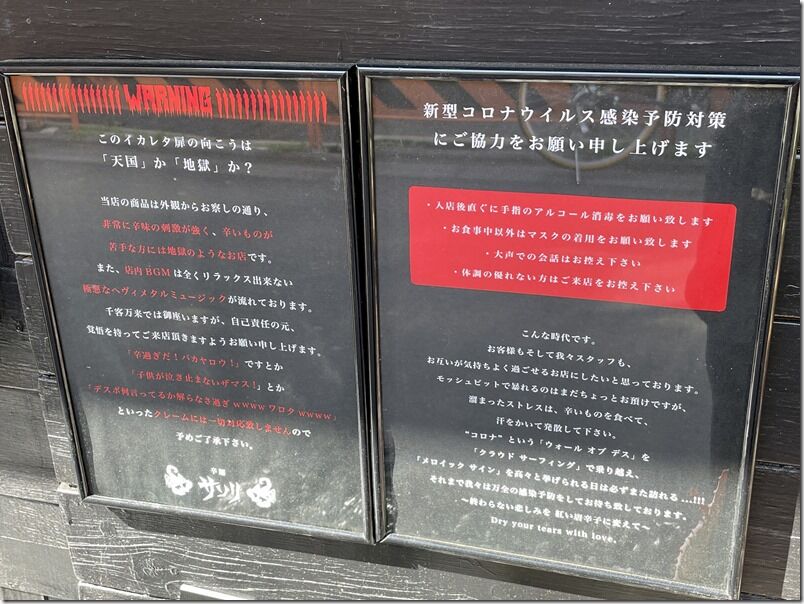 WARNING
このイカレタ扉の向こうは
「天国」か「地獄」か?
当店の商品は外観からお察しの通り、
非常に辛味の刺激が強く、辛いものが
苦手な方には地獄のようなお店です。
また、店内BGMは全くリラックス出来ない
極悪なヘヴィメタルミュージックが流れております。
千客万来では御座いますが、自己責任の元、
覚悟を持ってご来店頂きますようお願い申し上げます。
「辛過ぎだ!バカヤロウ!」ですとか
「子供が泣き止まないザマス!」とか
「デスボ何言ってるか解らなさ過ぎ wwww ワロタ wwww」
といったクレームには一切対応致しませんので
予めご了承下さい。
辛麺
サソリ
新型コロナウイルス感染予防対策
にご協力をお願い申し上げます
・入店後直ぐに手指のアルコール消毒をお願い致します
・お食事中以外はマスクの着用をお願い致します
・大声での会話はお控え下さい
・体調の優れない方はご来店をお控え下さい
こんな時代です。
お客様もそして我々スタッフも、
お互いが気持ちよく過ごせるお店にしたいと思っております。
モッシュピットで暴れるのはまだちょっとお預けですが、
溜まったストレスは、辛いものを食べて、
汗をかいて発散して下さい。
“コロナ”という「ウォール オブ デス」を
「クラウド サーフィング」で乗り越え、
「メロイック サイン」を高々と挙げられる日は必ずまた訪れる...!!!
それまで我々は万全の感染予防をしてお待ち致しております。
〜終わらない悲しみを 紅い唐辛子に変えて〜
Dry your tears with love.